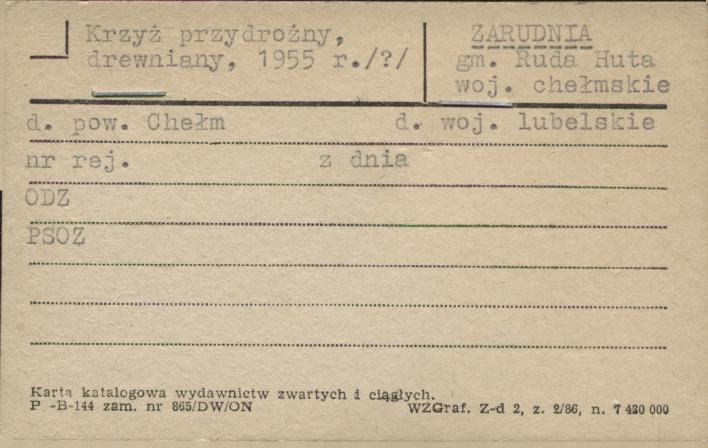 Krzyż przydrożny,
drewniany, 1955 r./?/
ZARUDNIA
gm. Ruda Huta
woj. chełmskie
d. pow. Chełm d. woj. lubelskie
nr rej. z dnia
ODZ
PSOZ
Karta katalogowa wydawnictw zwartych i ciągłych.
P -B-144 zam. nr 865/DW/ON WZGraf. Z-d 2, z. 2/86, n. 7 430 000